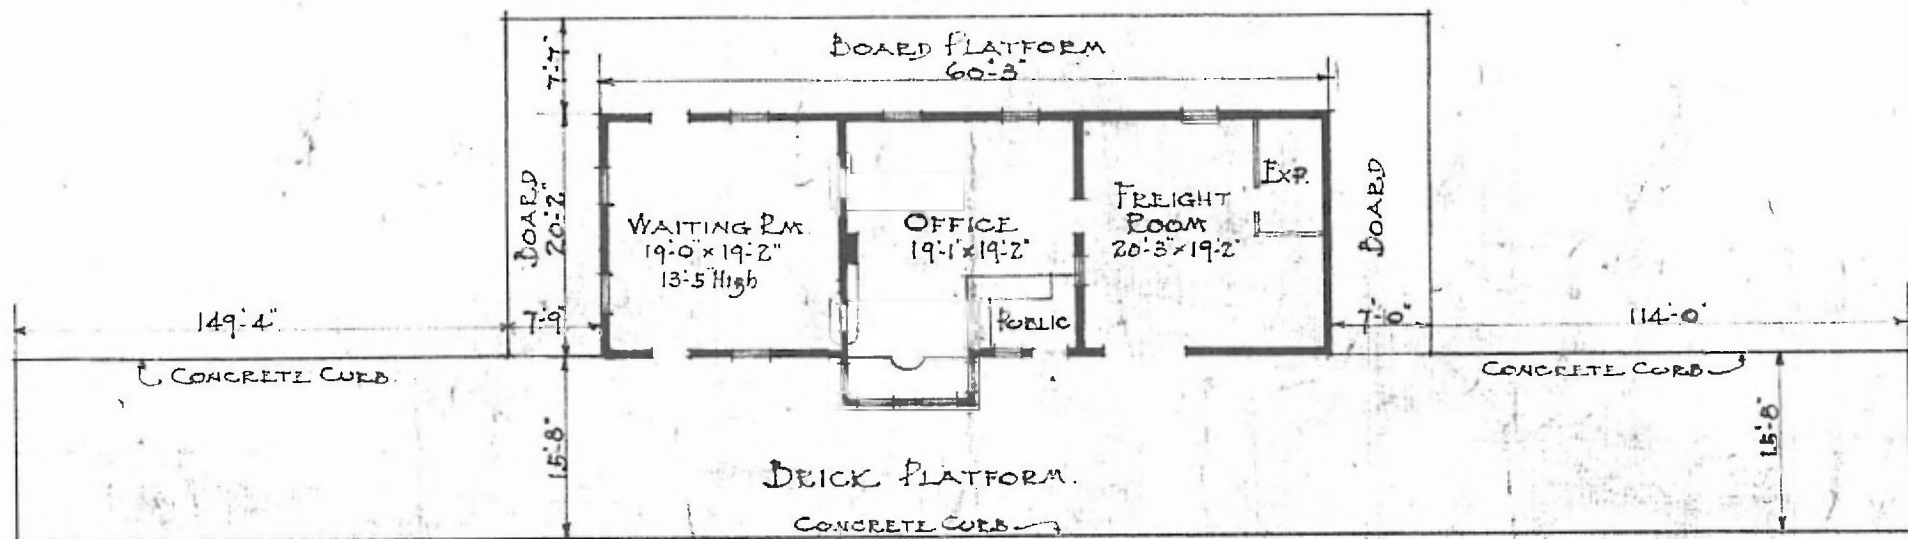 BOARD PLATFORM
60'-3"
7'-7"
BOARD
20'-2"
WAITING RM.
19'-0" × 19'-2"
13'-5" High
OFFICE
19'-1" × 19'-2"
FREIGHT
ROOM
20'-3" × 19'-2"
EXP.
BOARD
PUBLIC
149'-4"
7'-9"
7'-0"
114'-0"
CONCRETE CURB.
CONCRETE CURB
15'-8"
15'-8"
BRICK PLATFORM.
CONCRETE CURB